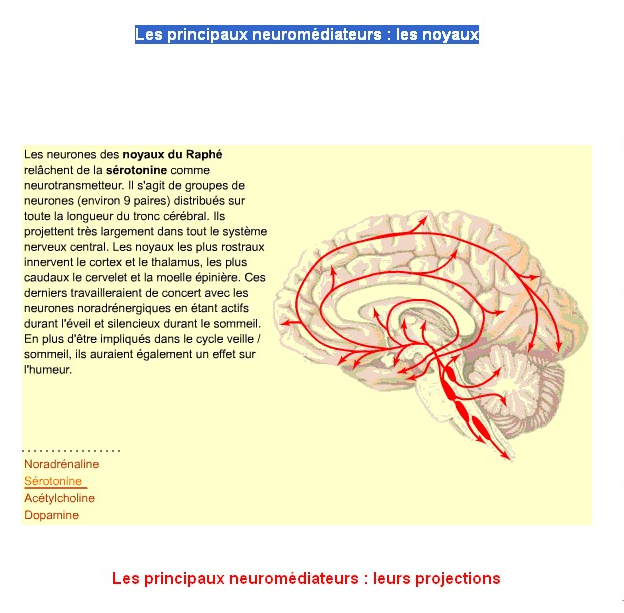 Les principaux neuromédiateurs : les noyaux
Les neurones des noyaux du Raphé
relâchent de la sérotonine comme
neurotransmetteur. Il s'agit de groupes de
neurones (environ 9 paires) distribués sur
toute la longueur du tronc cérébral. Ils
projettent très largement dans tout le système
nerveux central. Les noyaux les plus rostraux
innervent le cortex et le thalamus, les plus
caudaux le cervelet et la moelle épinière. Ces
derniers travailleraient de concert avec les
neurones noradrénergiques en étant actifs
durant l'éveil et silencieux durant le sommeil.
En plus d'être impliqués dans le cycle veille /
sommeil, ils auraient également un effet sur
l'humeur.
Noradrénaline
Sérotonine
Acétylcholine
Dopamine
Les principaux neuromédiateurs : leurs projections